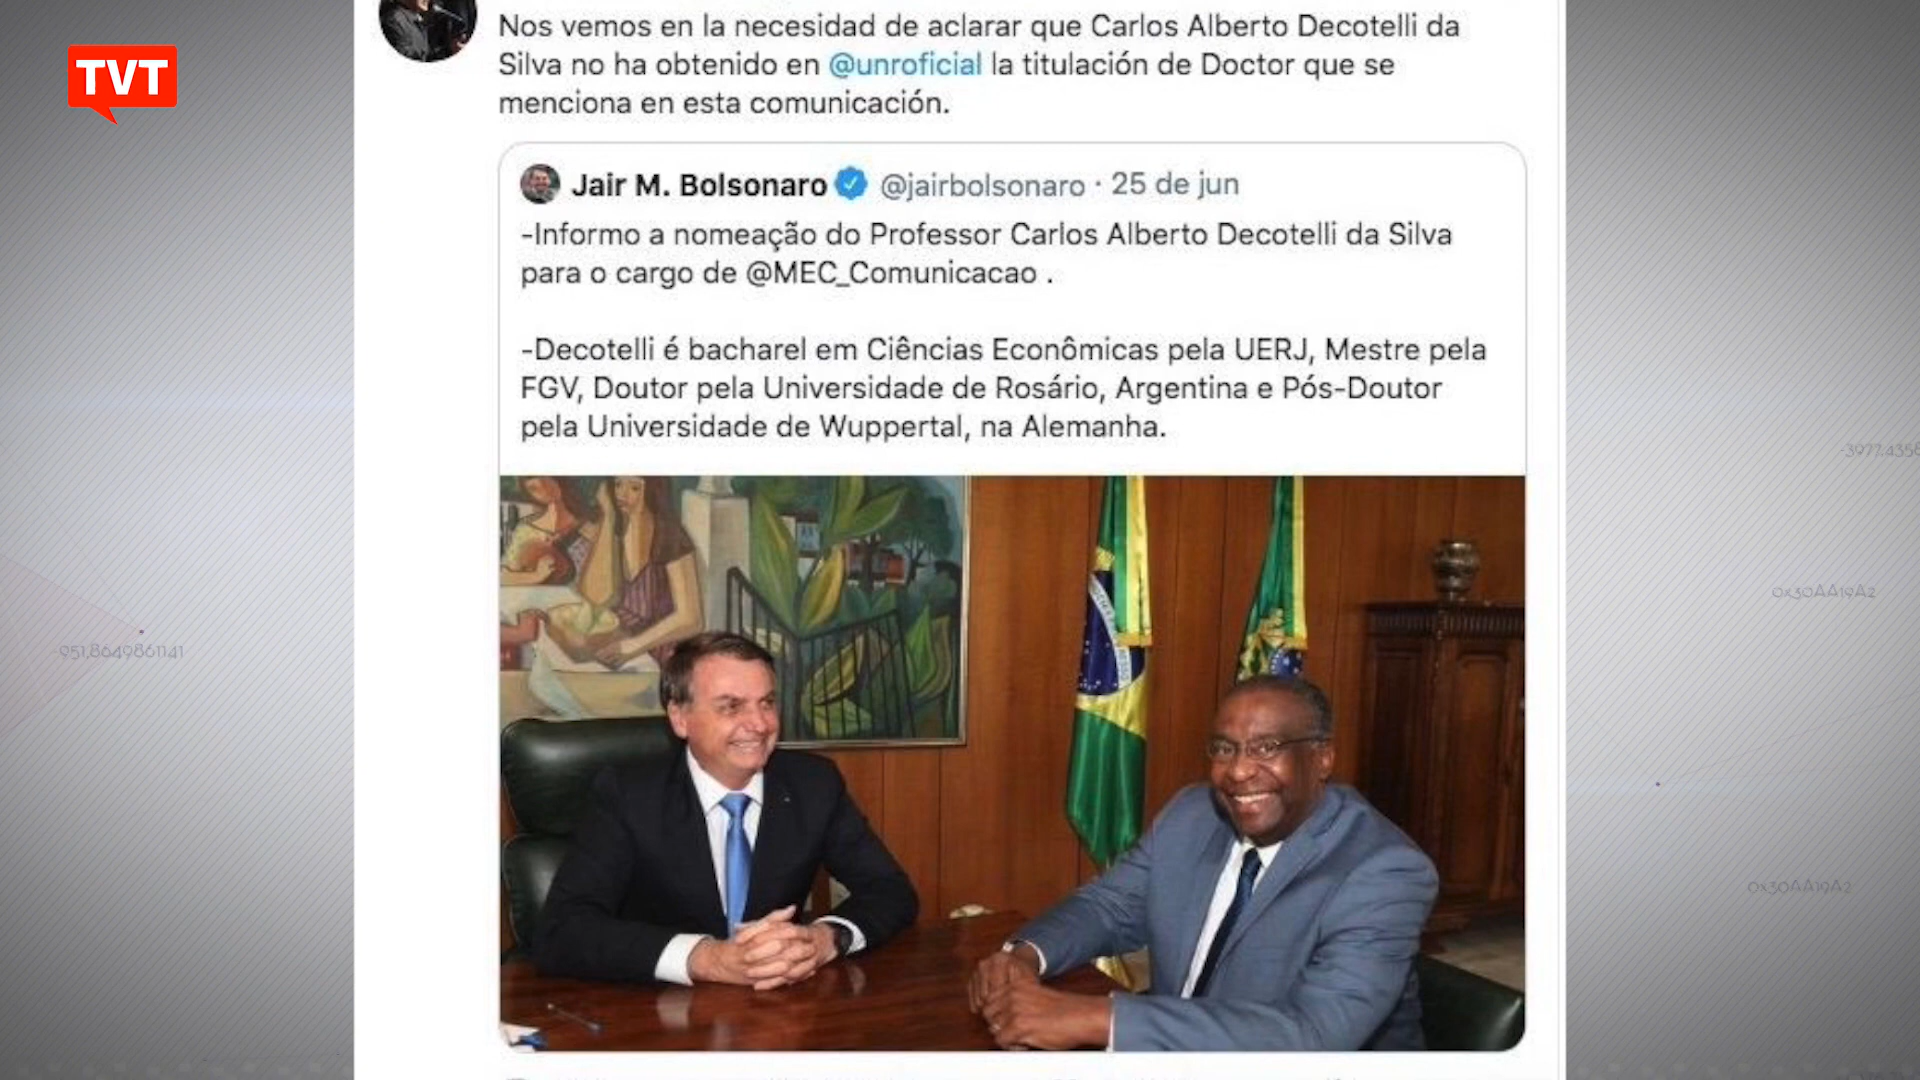 TVT
Nos vemos en la necesidad de aclarar que Carlos Alberto Decotelli da
Silva no ha obtenido en @unroficial la titulación de Doctor que se
menciona en esta comunicación.
Jair M. Bolsonaro @jairbolsonaro · 25 de jun
-Informo a nomeação do Professor Carlos Alberto Decotelli da Silva
para o cargo de @MEC_Comunicacao .
-Decotelli é bacharel em Ciências Econômicas pela UERJ, Mestre pela
FGV, Doutor pela Universidade de Rosário, Argentina e Pós-Doutor
pela Universidade de Wuppertal, na Alemanha.
-3977,4358
0x30AA19A2
-951,8649861141
0x30AA19A2